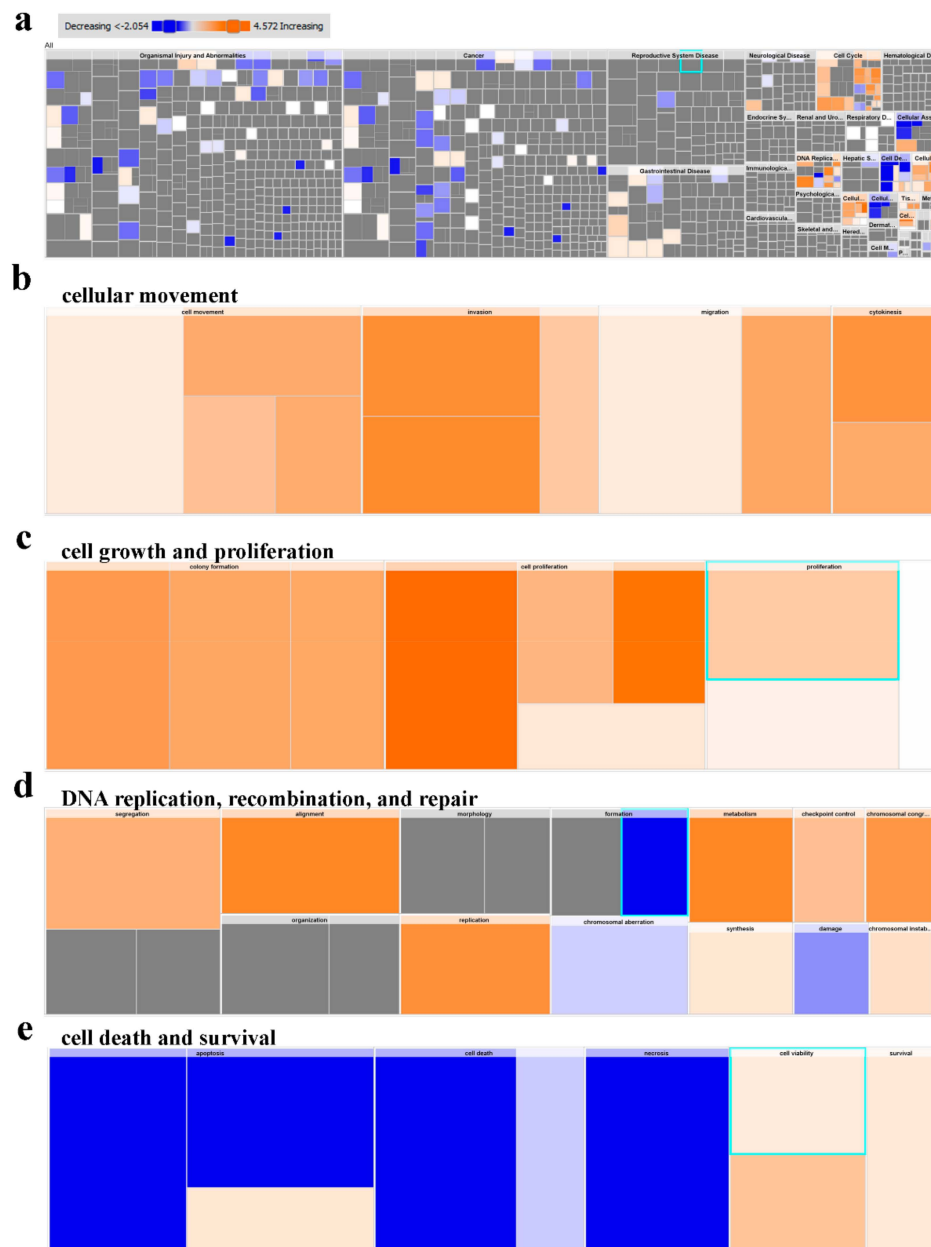 a
Decreasing <-2.054 4.572 Increasing
All
Organismal Injury and Abnormalities Cancer Reproductive System Disease Neurological Disease Cell Cycle Hematological D
Endocrine Sy... Renal and Uro... Respiratory D... Cellular Ass
DNA Replica... Hepatic S... Cell De... Cellul
Gastrointestinal Disease Immunologica...
Psychologica... Cellul... Cellul... Tis... Me
Cardiovascula... Cel...
Skeletal and... Hered... Dermat...
Cell M... P...
b cellular movement
cell movement invasion migration cytokinesis
c cell growth and proliferation
colony formation cell proliferation proliferation
d DNA replication, recombination, and repair
segregation alignment morphology formation metabolism checkpoint control chromosomal congr...
organization replication chromosomal aberration synthesis damage chromosomal instab...
e cell death and survival
apoptosis cell death necrosis cell viability survival